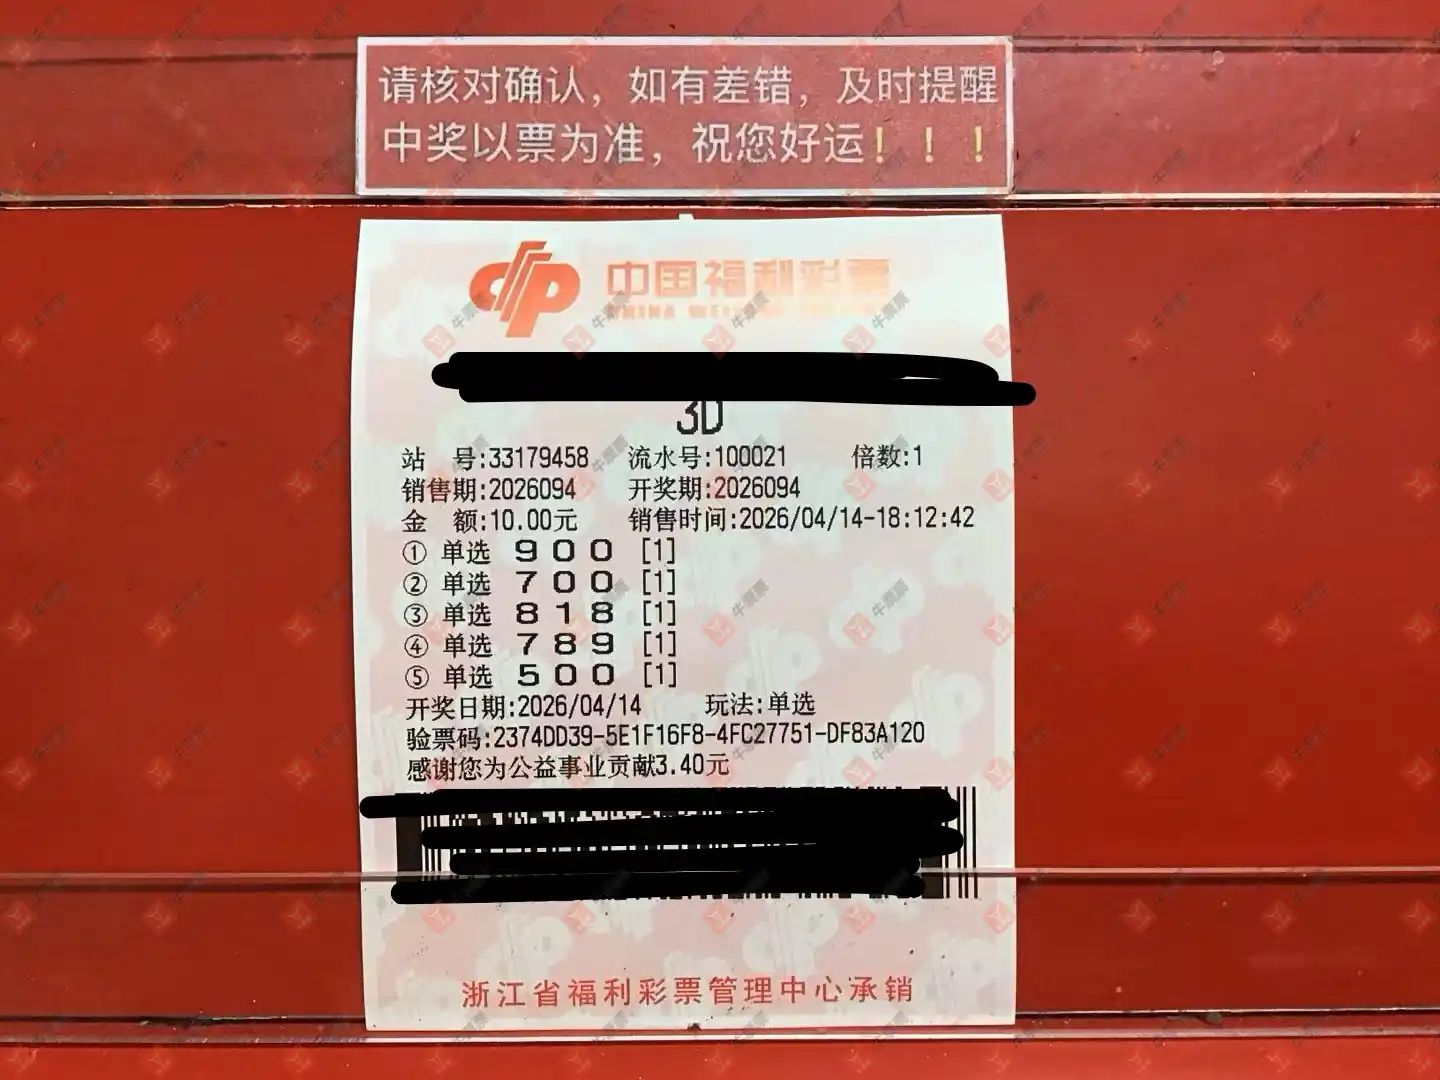 请核对确认，如有差错，及时提醒
中奖以票为准，祝您好运！！！
中国福利彩票
CHINA WELFARE LOTTERY
3D
站 号:33179458 流水号:100021 倍数:1
销售期:2026094 开奖期:2026094
金 额:10.00元 销售时间:2026/04/14-18:12:42
① 单选 9 0 0 [1]
② 单选 7 0 0 [1]
③ 单选 8 1 8 [1]
④ 单选 7 8 9 [1]
⑤ 单选 5 0 0 [1]
开奖日期:2026/04/14 玩法:单选
验票码:2374DD39-5E1F16F8-4FC27751-DF83A120
感谢您为公益事业贡献3.40元
浙江省福利彩票管理中心承销
牛票票